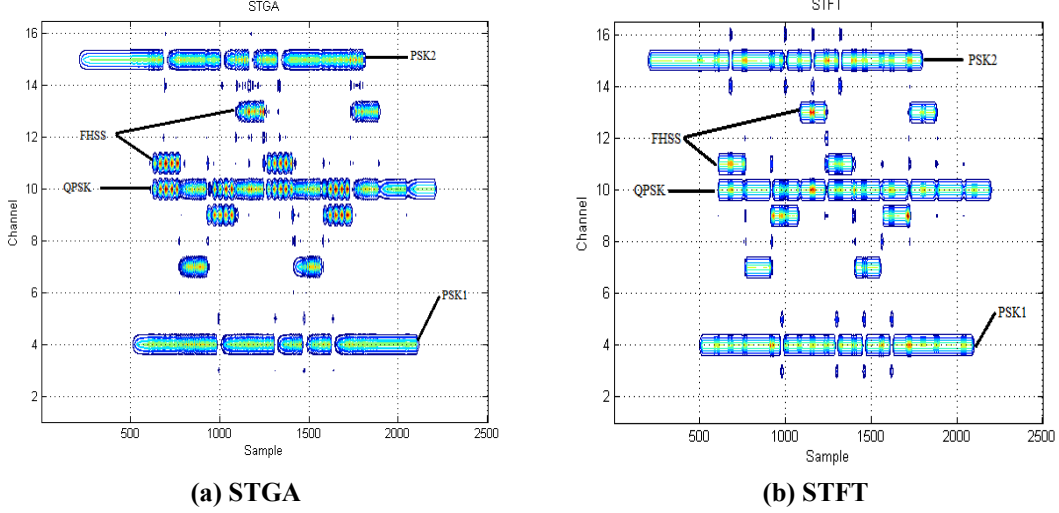 STGA
16
14
12
10
8
6
4
2
Channel
500
1000
1500
2000
2500
Sample
PSK2
FHSS
QPSK
PSK1
(a) STGA
STFT
16
14
12
10
8
6
4
2
Channel
500
1000
1500
2000
2500
Sample
PSK2
FHSS
QPSK
PSK1
(b) STFT